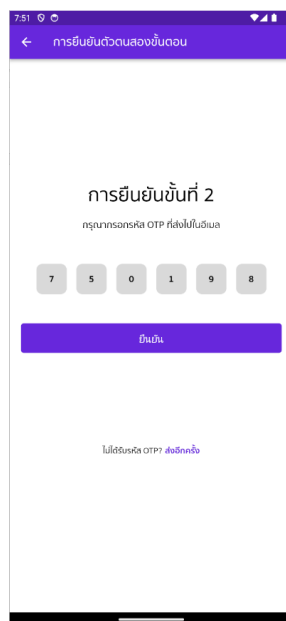 7:51
การยืนยันตัวตนสองขั้นตอน
การยืนยันขั้นที่ 2
กรุณากรอกรหัส OTP ที่ส่งไปในอีเมล
7 5 0 1 9 8
ยืนยัน
ไม่ได้รับรหัส OTP? ส่งอีกครั้ง